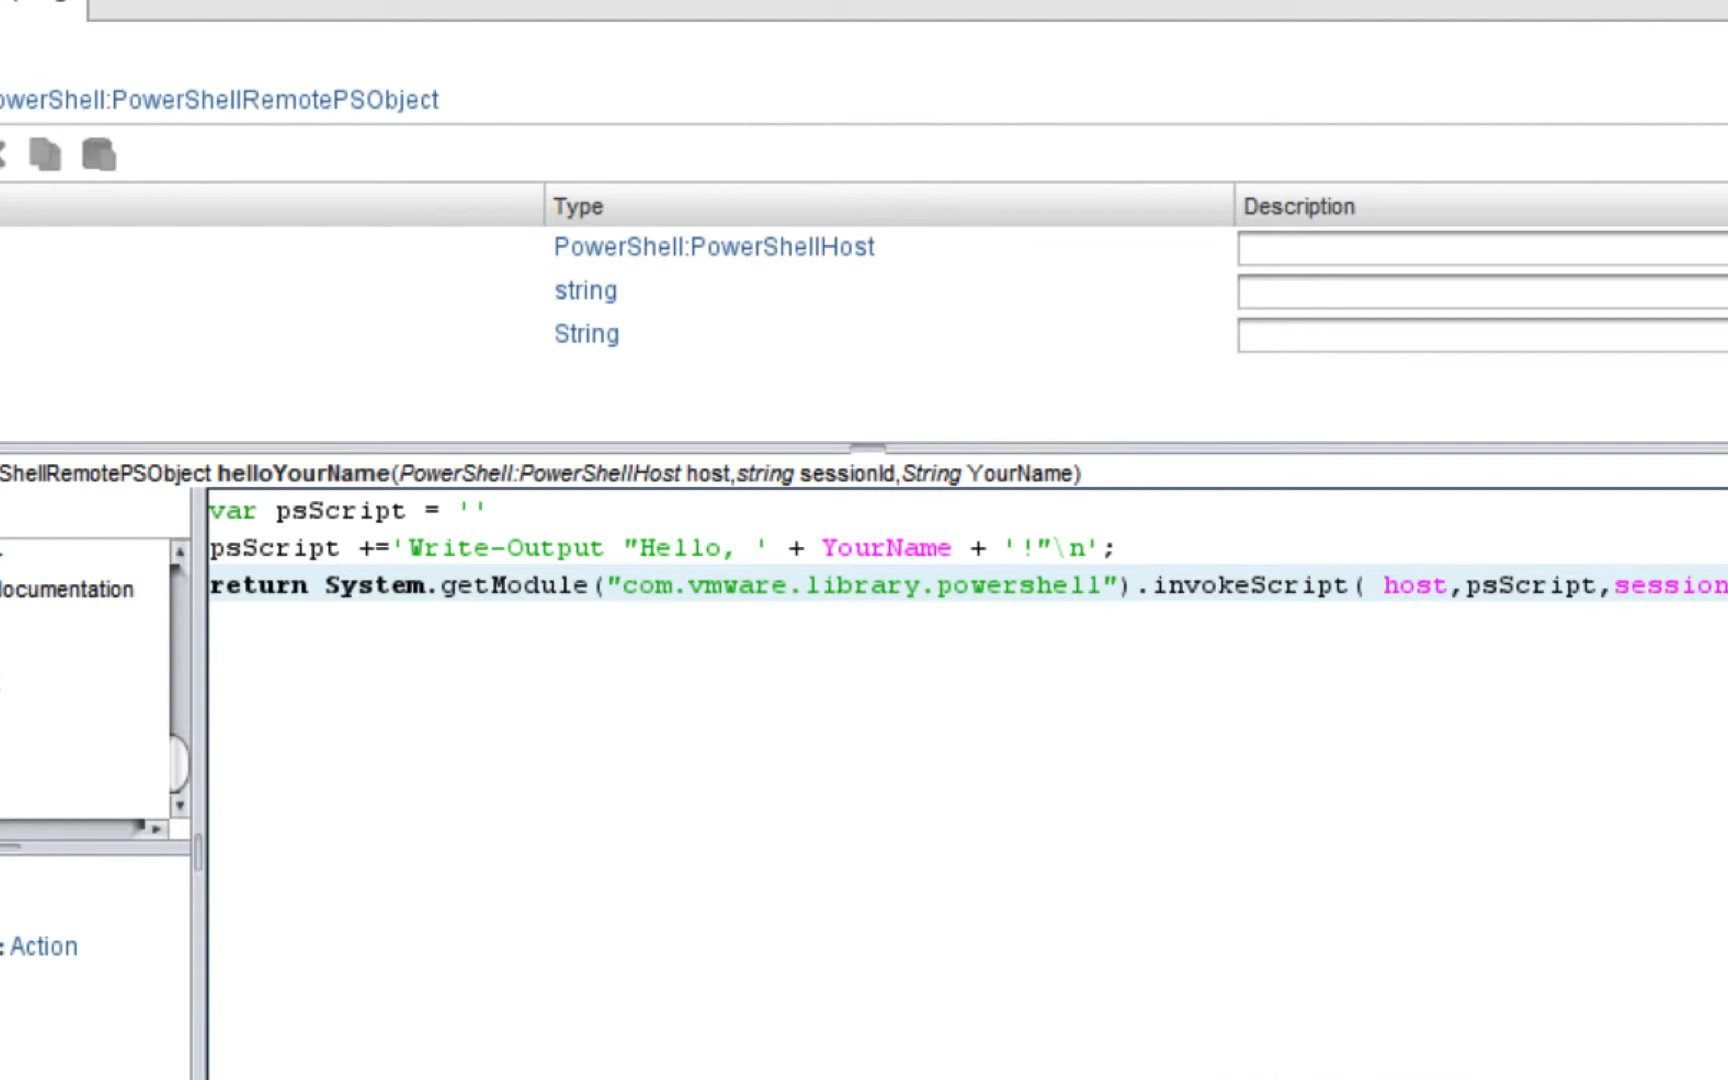 owerShell:PowerShellRemotePSObject
Type Description
PowerShell:PowerShellHost
string
String
ShellRemotePSObject helloYourName(PowerShell:PowerShellHost host,string sessionId,String YourName)
var psScript = ''
psScript +='Write-Output "Hello, ' + YourName + '!"\n';
ocumentation
return System.getModule("com.vmware.library.powershell").invokeScript( host,psScript,session
: Action